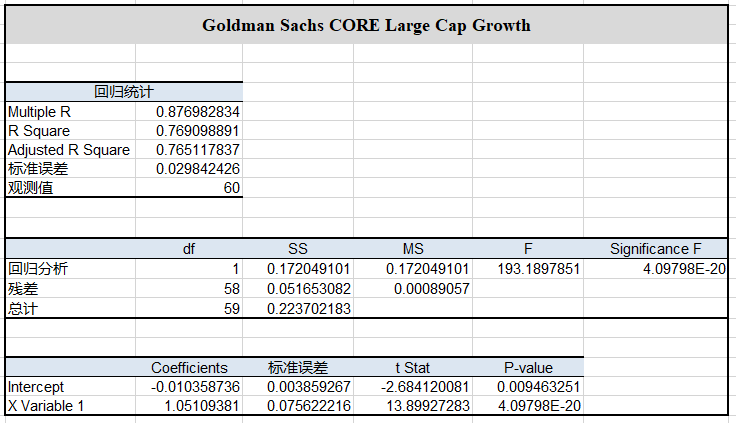 Goldman Sachs CORE Large Cap Growth
回归统计
Multiple R 0.876982834
R Square 0.769098891
Adjusted R Square 0.765117837
标准误差 0.029842426
观测值 60
df SS MS F Significance F
回归分析 1 0.172049101 0.172049101 193.1897851 4.09798E-20
残差 58 0.051653082 0.00089057
总计 59 0.223702183
Coefficients 标准误差 t Stat P-value
Intercept -0.010358736 0.003859267 -2.684120081 0.009463251
X Variable 1 1.05109381 0.075622216 13.89927283 4.09798E-20